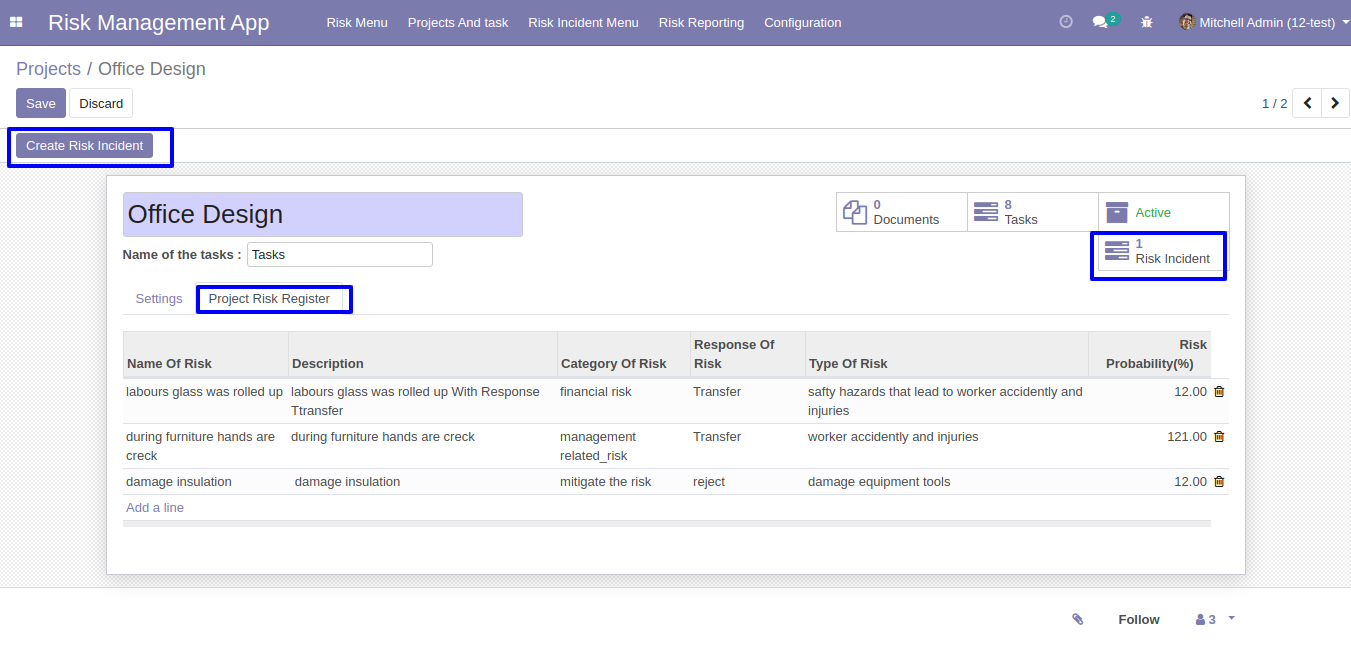 Risk Management App Risk Menu Projects And task Risk Incident Menu Risk Reporting Configuration 2 Mitchell Admin (12-test)
Projects / Office Design
Save Discard 1 / 2
Create Risk Incident
Office Design
0 Documents
8 Tasks
Active
Name of the tasks : Tasks
1 Risk Incident
Settings Project Risk Register
Name Of Risk Description Category Of Risk Response Of Risk Type Of Risk Risk Probability(%)
labours glass was rolled up labours glass was rolled up With Response financial risk Transfer safty hazards that lead to worker accidently and 12.00
Ttransfer injuries
during furniture hands are during furniture hands are creck management Transfer worker accidently and injuries 121.00
creck related_risk
damage insulation damage insulation mitigate the risk reject damage equipment tools 12.00
Add a line
Follow 3